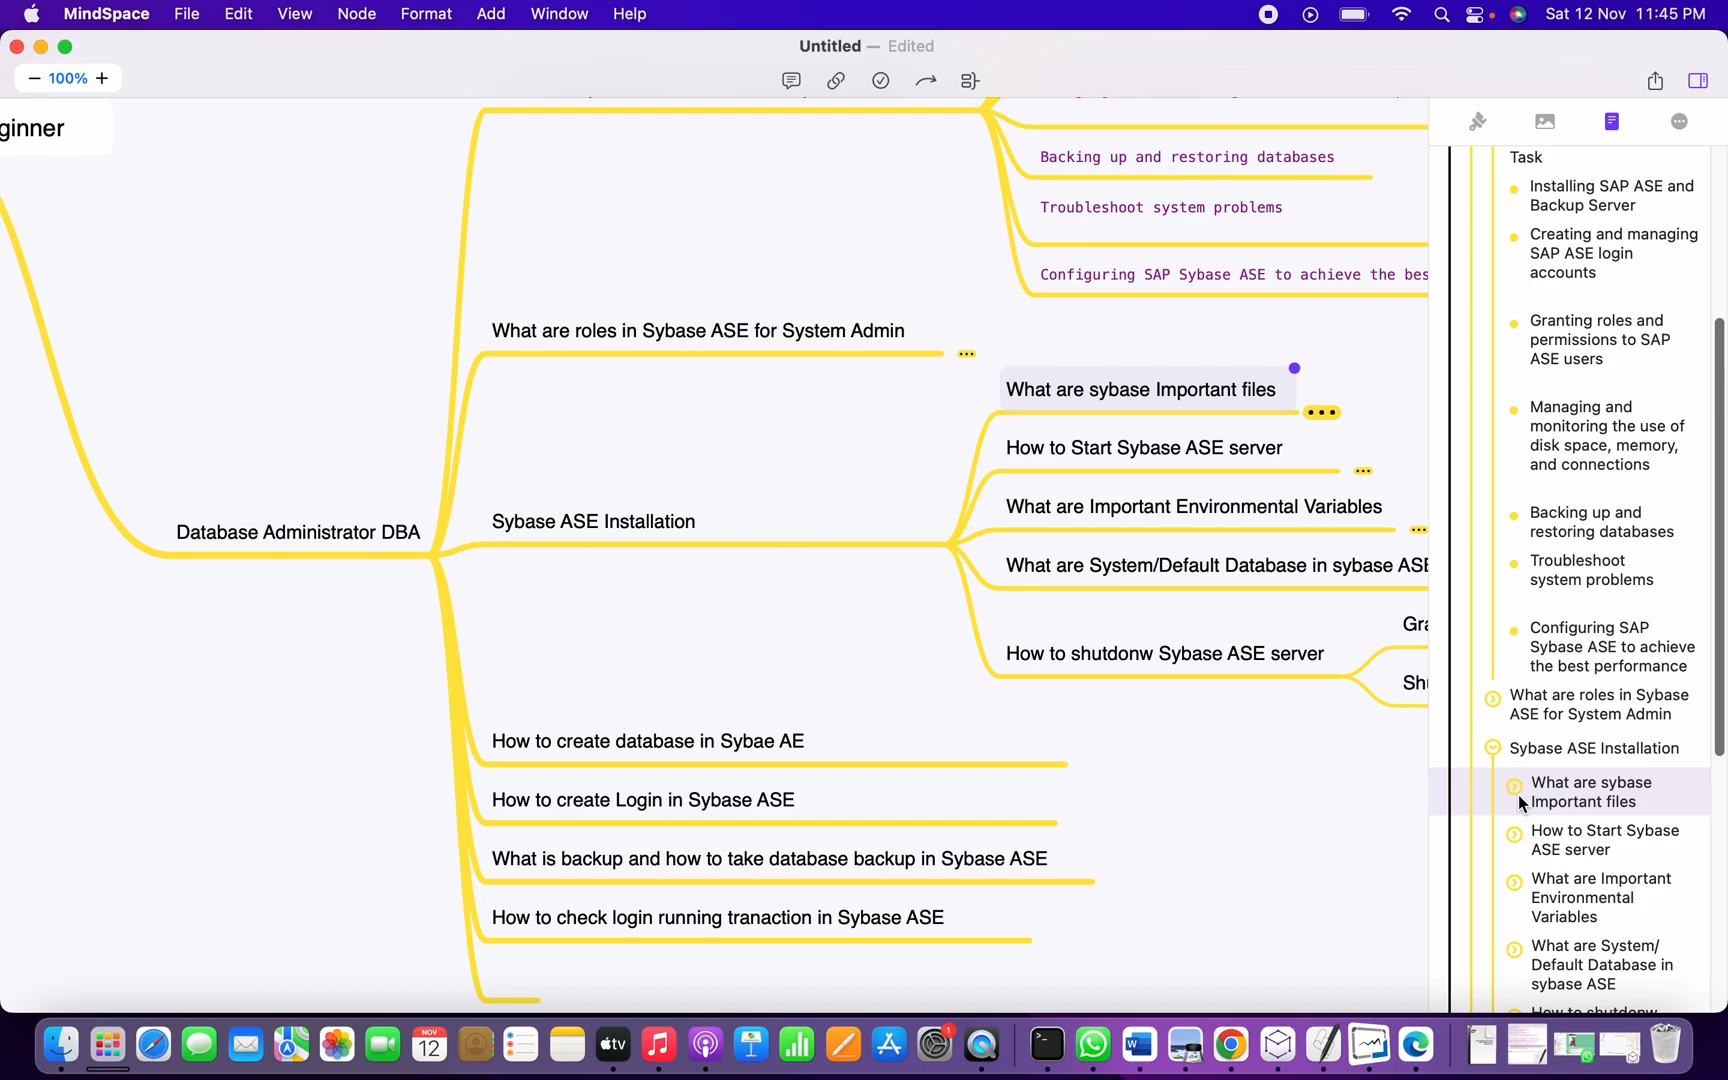 MindSpace File Edit View Node Format Add Window Help
Sat 12 Nov 11:45 PM
Untitled — Edited
— 100% +
ginner
Backing up and restoring databases
Troubleshoot system problems
Configuring SAP Sybase ASE to achieve the bes
What are roles in Sybase ASE for System Admin
What are sybase Important files
How to Start Sybase ASE server
What are Important Environmental Variables
Sybase ASE Installation
Database Administrator DBA
What are System/Default Database in sybase ASE
Gra
How to shutdonw Sybase ASE server
Shu
How to create database in Sybae AE
How to create Login in Sybase ASE
What is backup and how to take database backup in Sybase ASE
How to check login running tranaction in Sybase ASE
Task
Installing SAP ASE and
Backup Server
Creating and managing
SAP ASE login
accounts
Granting roles and
permissions to SAP
ASE users
Managing and
monitoring the use of
disk space, memory,
and connections
Backing up and
restoring databases
Troubleshoot
system problems
Configuring SAP
Sybase ASE to achieve
the best performance
What are roles in Sybase
ASE for System Admin
Sybase ASE Installation
What are sybase
Important files
How to Start Sybase
ASE server
What are Important
Environmental
Variables
What are System/
Default Database in
sybase ASE
How to shutdonw
NOV
12
tv
1